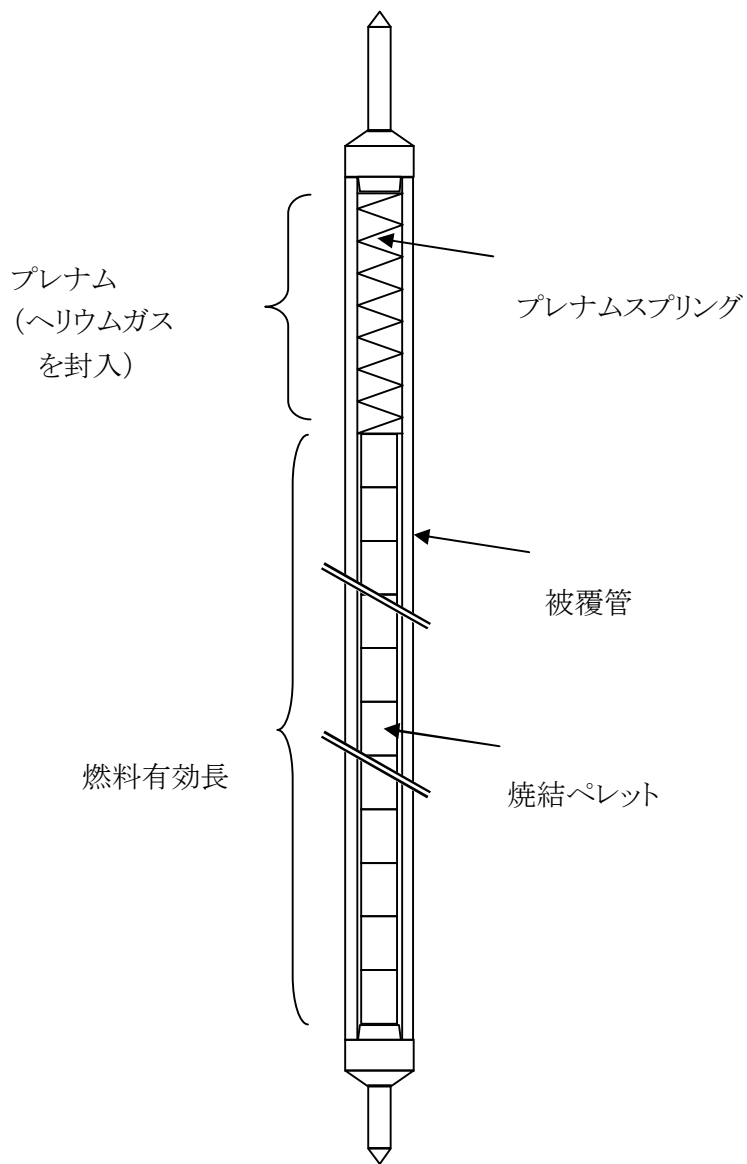 プレナム
（ヘリウムガス
を封入）
プレナムスプリング
被覆管
燃料有効長
焼結ペレット